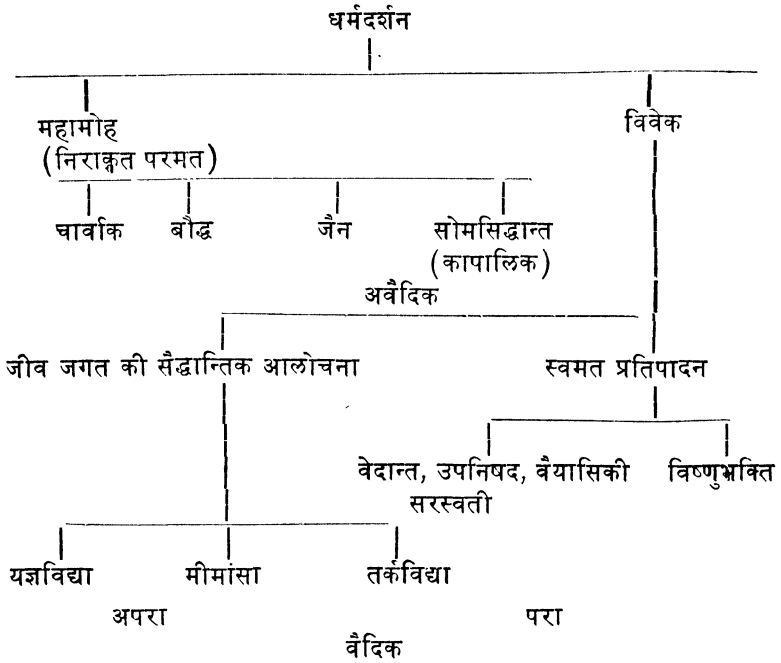 धर्मदर्शन
महामोह
(निराकृत परमत)
विवेक
चार्वाक बौद्ध जैन सोमसिद्धान्त
(कापालिक)
अवैदिक
जीव जगत की सैद्धान्तिक आलोचना स्वमत प्रतिपादन
वेदान्त, उपनिषद, वैयासिकी विष्णुभक्ति
सरस्वती
यज्ञविद्या मीमांसा तर्कविद्या
अपरा परा
वैदिक